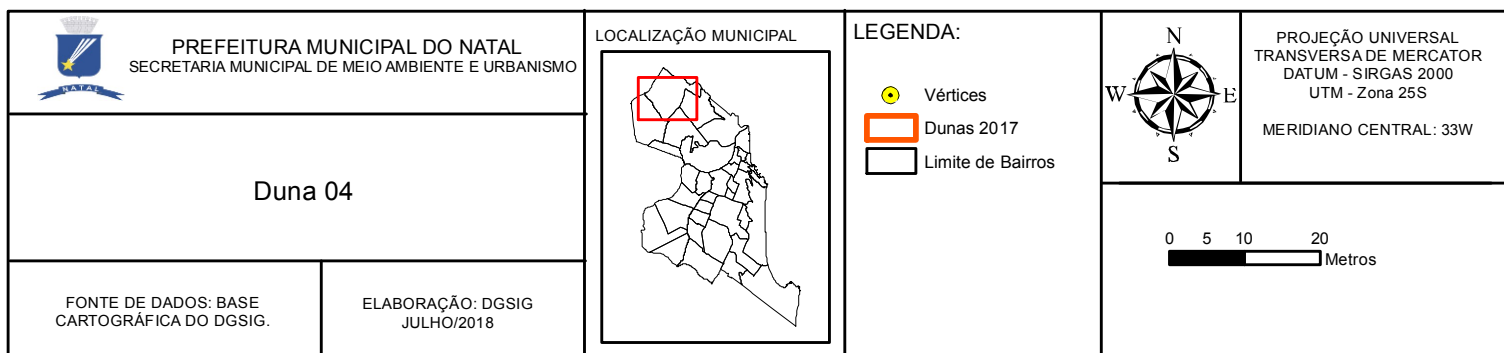 NATAL
PREFEITURA MUNICIPAL DO NATAL
SECRETARIA MUNICIPAL DE MEIO AMBIENTE E URBANISMO
Duna 04
FONTE DE DADOS: BASE
CARTOGRÁFICA DO DGSIG.
ELABORAÇÃO: DGSIG
JULHO/2018
LOCALIZAÇÃO MUNICIPAL
LEGENDA:
Vértices
Dunas 2017
Limite de Bairros
N
W E
S
PROJEÇÃO UNIVERSAL
TRANSVERSA DE MERCATOR
DATUM - SIRGAS 2000
UTM - Zona 25S
MERIDIANO CENTRAL: 33W
0 5 10 20
Metros